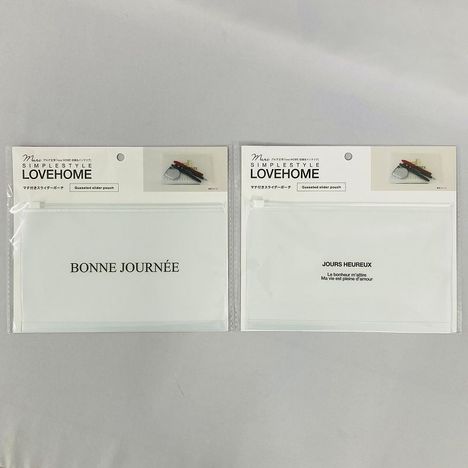 Mure
SIMPLESTYLE
LOVEHOME
マチ付きスライダーポーチ
Gusseted slider pouch
BONNE JOURNÉE
Mure
SIMPLESTYLE
LOVEHOME
マチ付きスライダーポーチ
Gusseted slider pouch
JOURS HEUREUX
Le bonheur m'attire
Ma vie est pleine d'amour